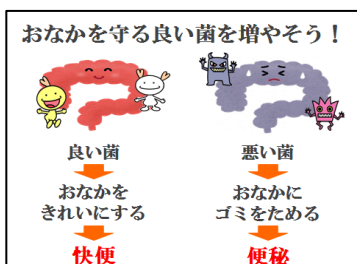 おなかを守る良い菌を増やそう！
良い菌
おなかを
きれいにする
快便
悪い菌
おなかに
ゴミをためる
便秘